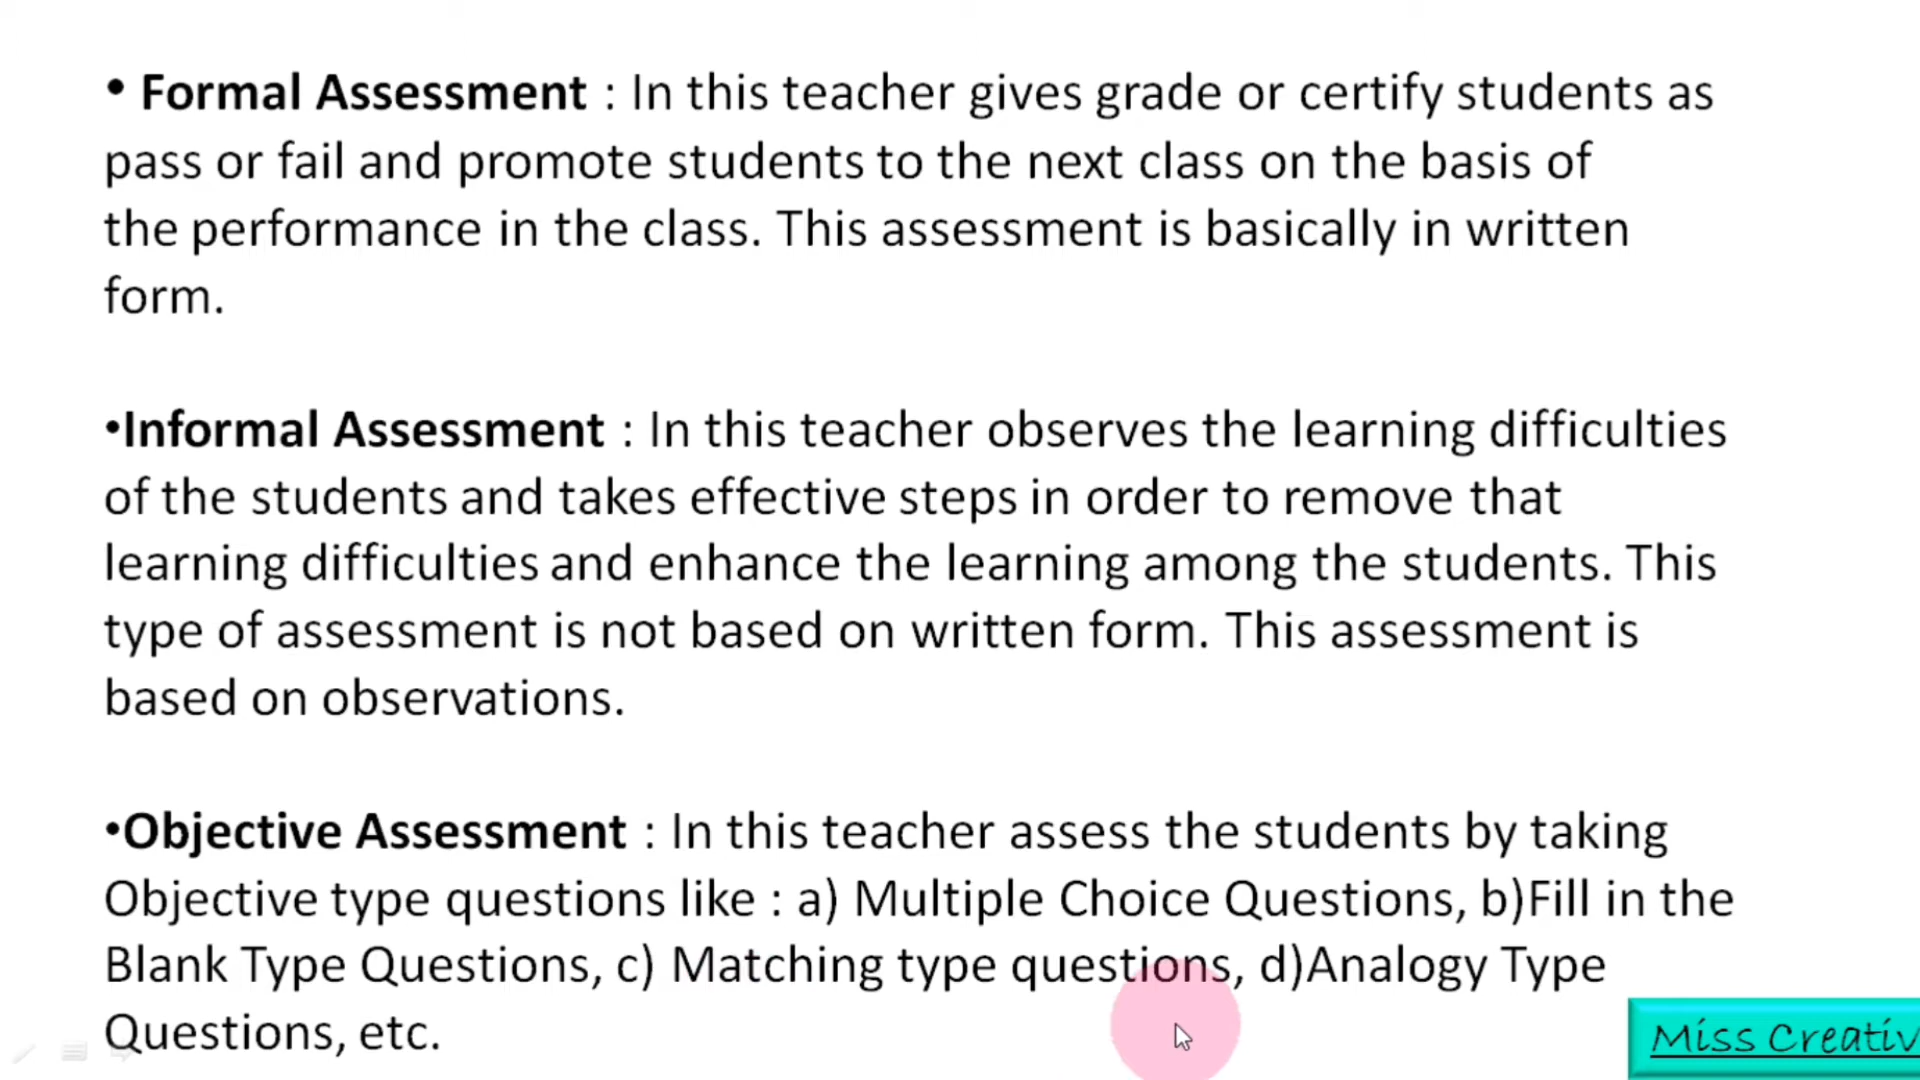 • Formal Assessment : In this teacher gives grade or certify students as
pass or fail and promote students to the next class on the basis of
the performance in the class. This assessment is basically in written
form.
•Informal Assessment : In this teacher observes the learning difficulties
of the students and takes effective steps in order to remove that
learning difficulties and enhance the learning among the students. This
type of assessment is not based on written form. This assessment is
based on observations.
•Objective Assessment : In this teacher assess the students by taking
Objective type questions like : a) Multiple Choice Questions, b)Fill in the
Blank Type Questions, c) Matching type questions, d)Analogy Type
Questions, etc.
Miss Creativ